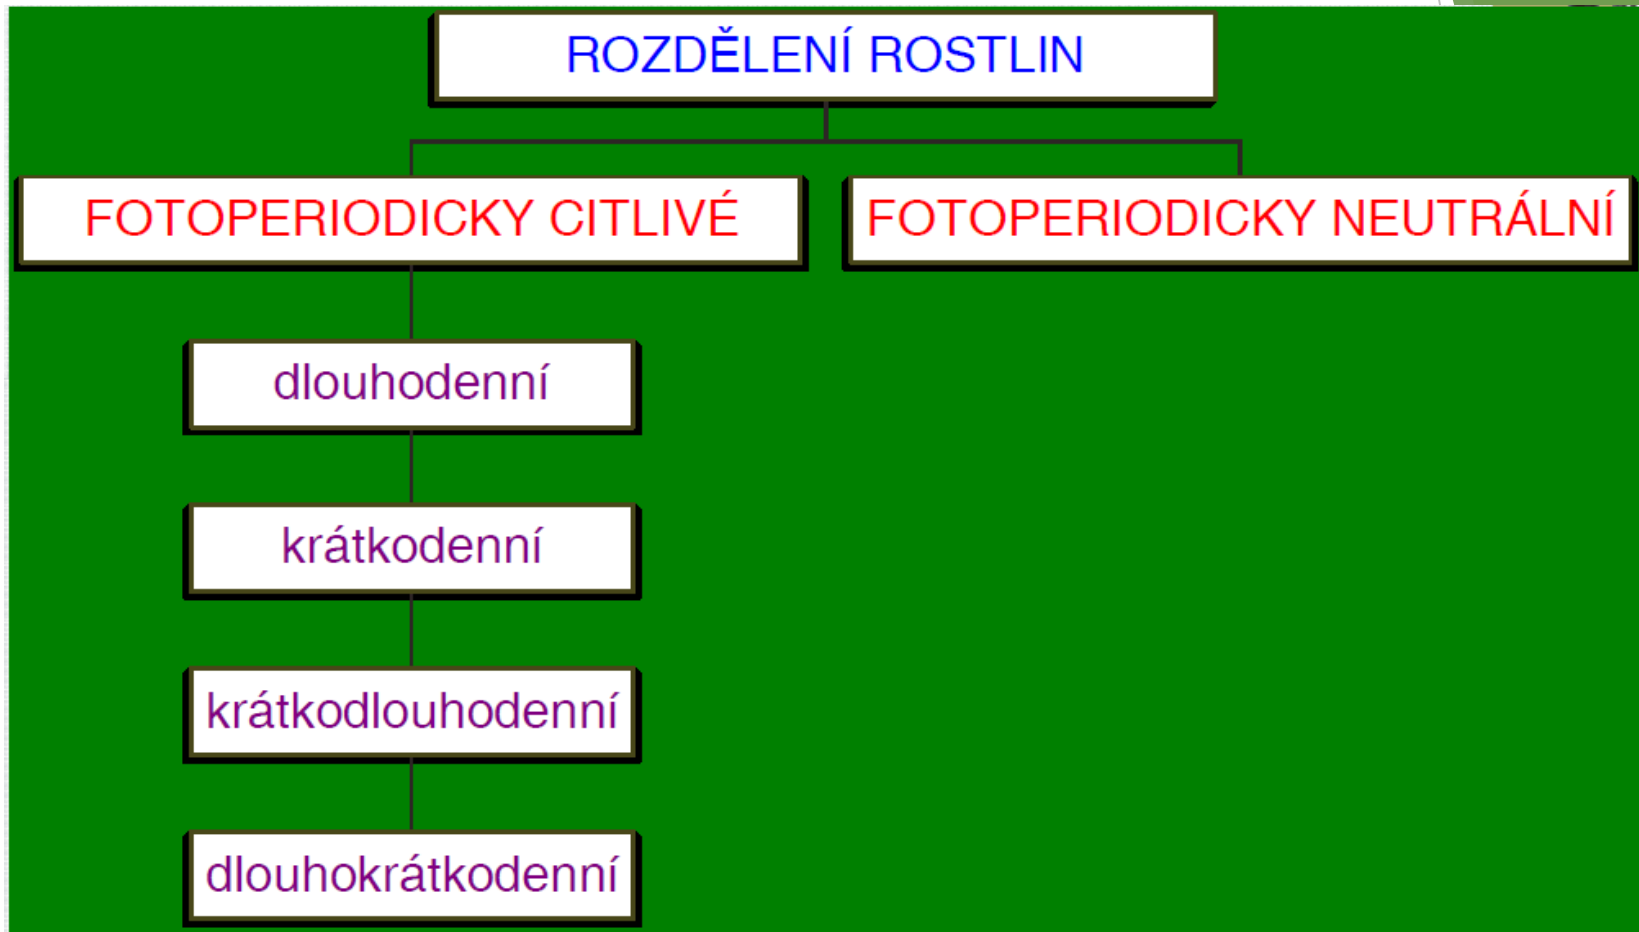 ROZDĚLENÍ ROSTLIN
FOTOPERIODICKY CITLIVÉ
FOTOPERIODICKY NEUTRÁLNÍ
dlouhodenní
krátkodenní
krátkodlouhodenní
dlouhokrátkodenní